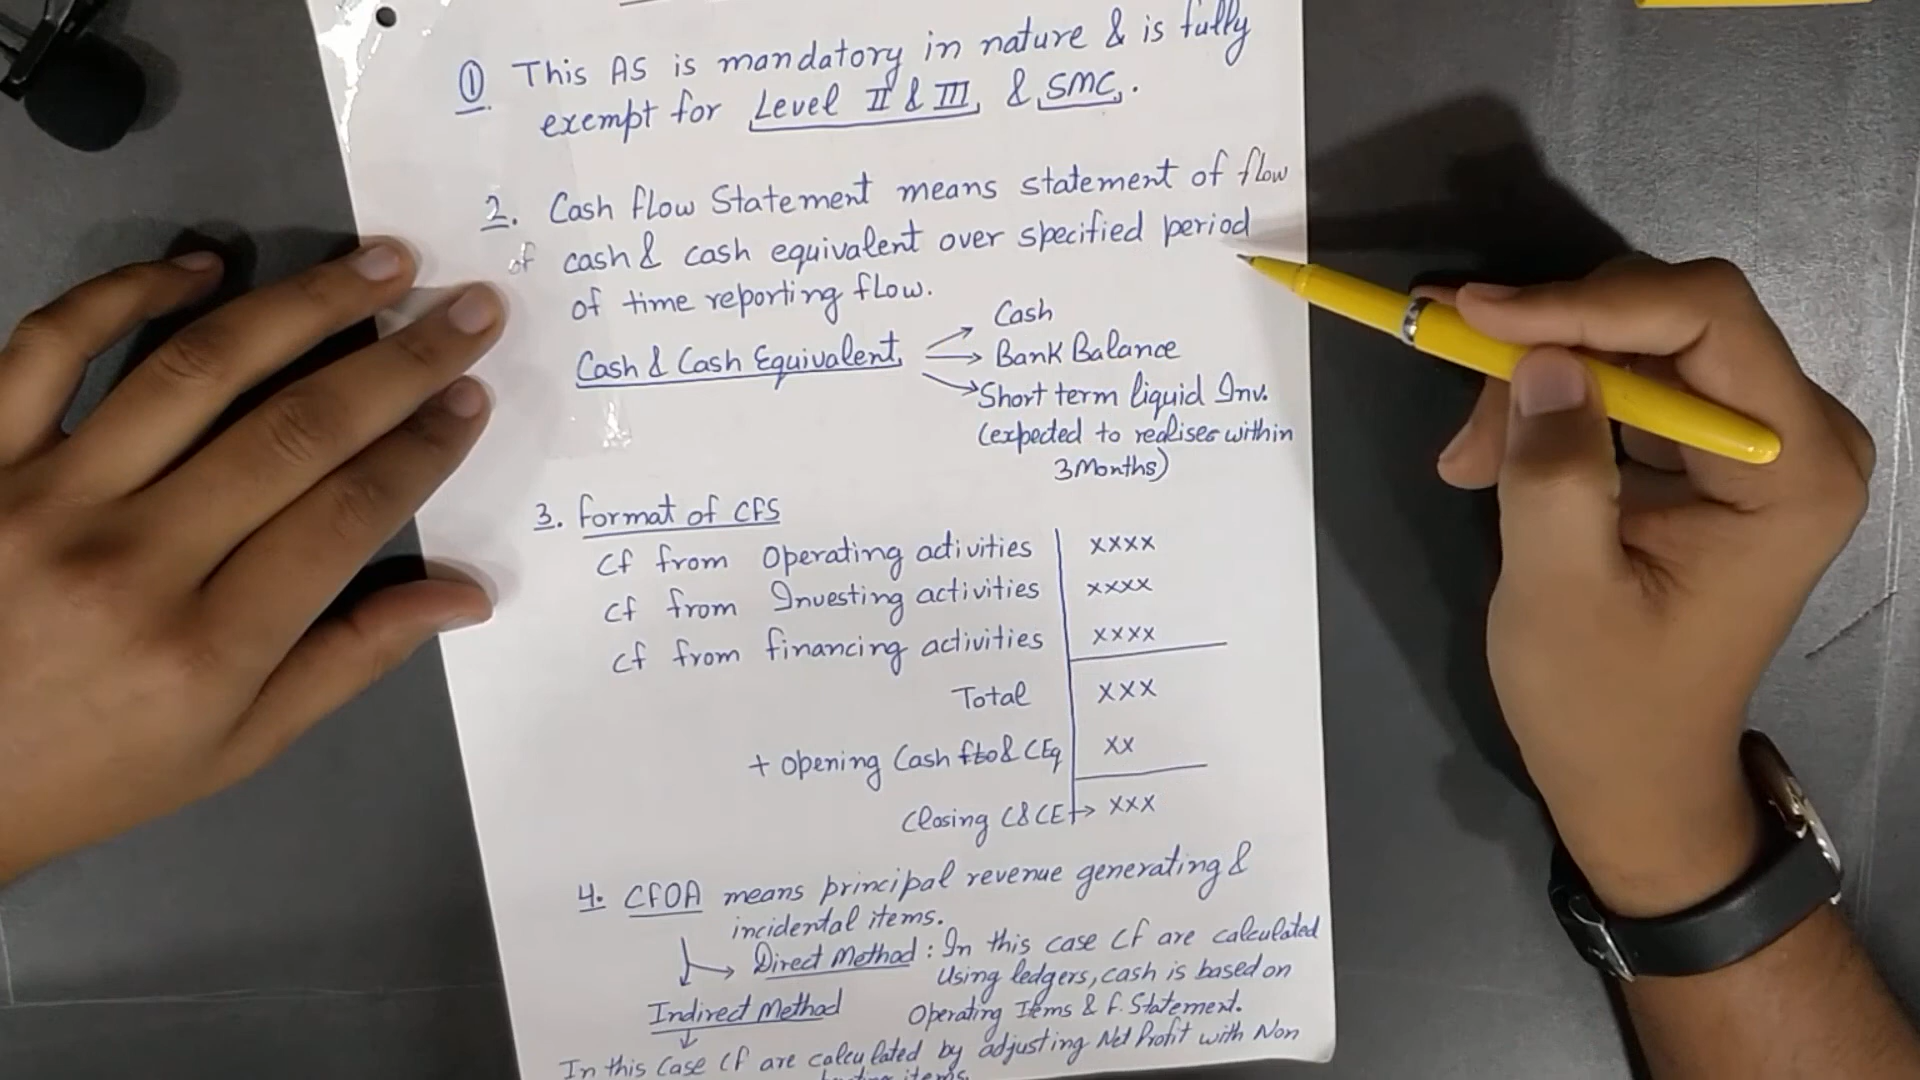 ① This AS is mandatory in nature & is fully
exempt for Level II & III, & SMC.
2. Cash flow Statement means statement of flow
of cash & cash equivalent over specified period
of time reporting flow.
Cash & Cash Equivalent
Cash
Bank Balance
Short term liquid Inv.
(expected to realises within
3 Months)
3. Format of CFS
Cf from Operating activities xxxx
Cf from Investing activities xxxx
Cf from financing activities xxxx
Total xxx
+ opening Cash & CEq xx
Closing C&CE → xxx
4. CFOA means principal revenue generating &
incidental items.
Direct Method : In this case Cf are calculated
Using ledgers, cash is based on
Indirect Method Operating Items & F. Statement.
In this Case Cf are calculated by adjusting Net Profit with Non
items.